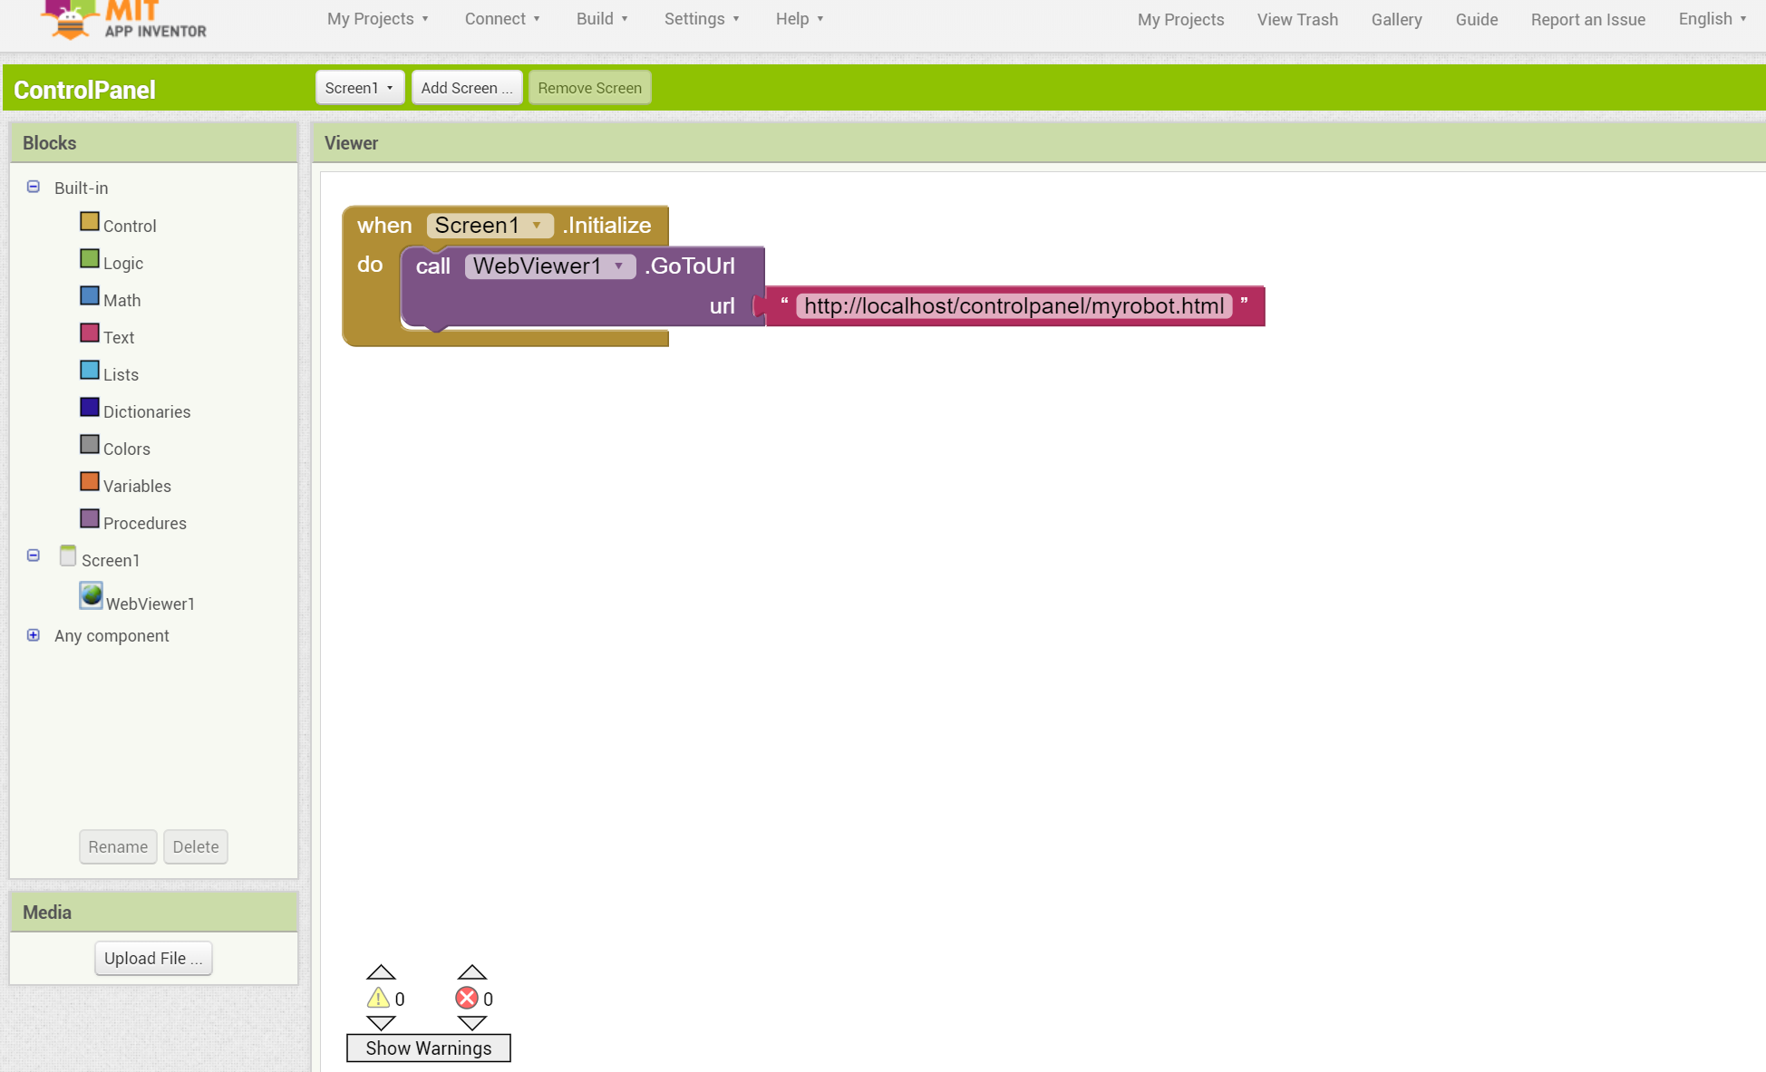 MIT
APP INVENTOR
My Projects ▾ Connect ▾ Build ▾ Settings ▾ Help ▾ My Projects View Trash Gallery Guide Report an Issue English ▾
ControlPanel Screen1 ▾ Add Screen ... Remove Screen
Blocks
Viewer
Built-in
Control
Logic
Math
Text
Lists
Dictionaries
Colors
Variables
Procedures
Screen1
WebViewer1
Any component
Rename Delete
Media
Upload File ...
when Screen1 ▾ .Initialize
do call WebViewer1 ▾ .GoToUrl
url “ http://localhost/controlpanel/myrobot.html ”
0 0
Show Warnings